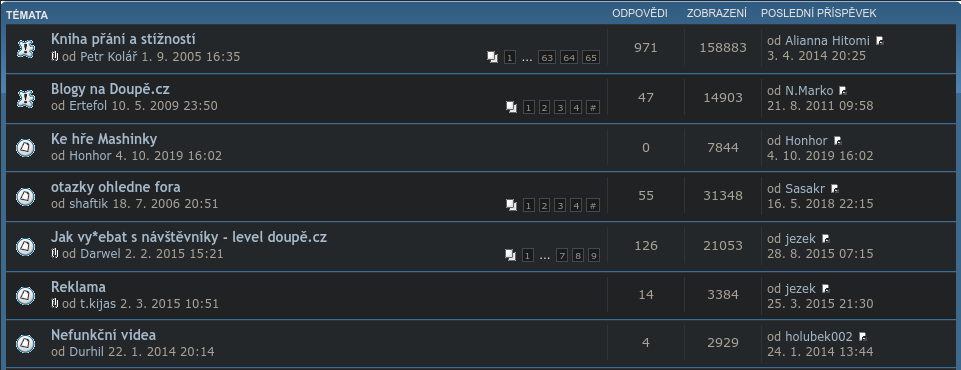 TÉMATA ODPOVĚDI ZOBRAZENÍ POSLEDNÍ PŘÍSPĚVEK
Kniha přání a stížností
od Petr Kolář 1. 9. 2005 16:35
1 ... 63 64 65
971
158883
od Alianna Hitomi
3. 4. 2014 20:25
Blogy na Doupě.cz
od Ertefol 10. 5. 2009 23:50
1 2 3 4 #
47
14903
od N.Marko
21. 8. 2011 09:58
Ke hře Mashinky
od Honhor 4. 10. 2019 16:02
0
7844
od Honhor
4. 10. 2019 16:02
otazky ohledne fora
od shaftik 18. 7. 2006 20:51
1 2 3 4 #
55
31348
od Sasakr
16. 5. 2018 22:15
Jak vy*ebat s návštěvníky - level doupě.cz
od Darwel 2. 2. 2015 15:21
1 ... 7 8 9
126
21053
od jezek
28. 8. 2015 07:15
Reklama
od t.kijas 2. 3. 2015 10:51
14
3384
od jezek
25. 3. 2015 21:30
Nefunkční videa
od Durhil 22. 1. 2014 20:14
4
2929
od holubek002
24. 1. 2014 13:44